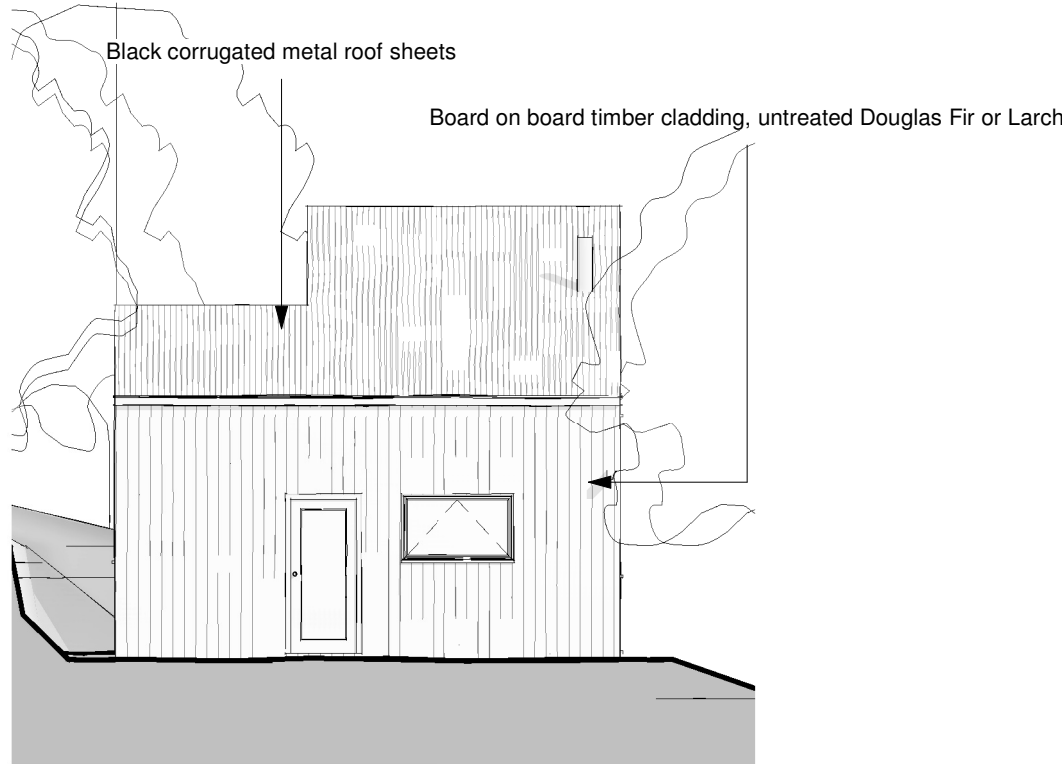 Black corrugated metal roof sheets
Board on board timber cladding, untreated Douglas Fir or Larch